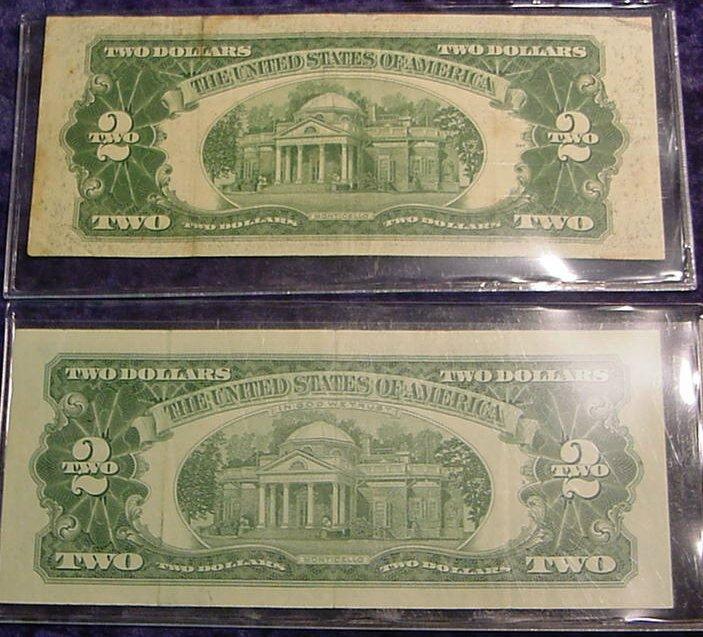 TWO DOLLARS TWO DOLLARS
THE UNITED STATES OF AMERICA
2 2
TWO TWO
TWO TWO DOLLARS MONTICELLO TWO DOLLARS TWO
TWO DOLLARS TWO DOLLARS
THE UNITED STATES OF AMERICA
IN GOD WE TRUST
2 2
TWO TWO
TWO TWO DOLLARS MONTICELLO TWO DOLLARS TWO